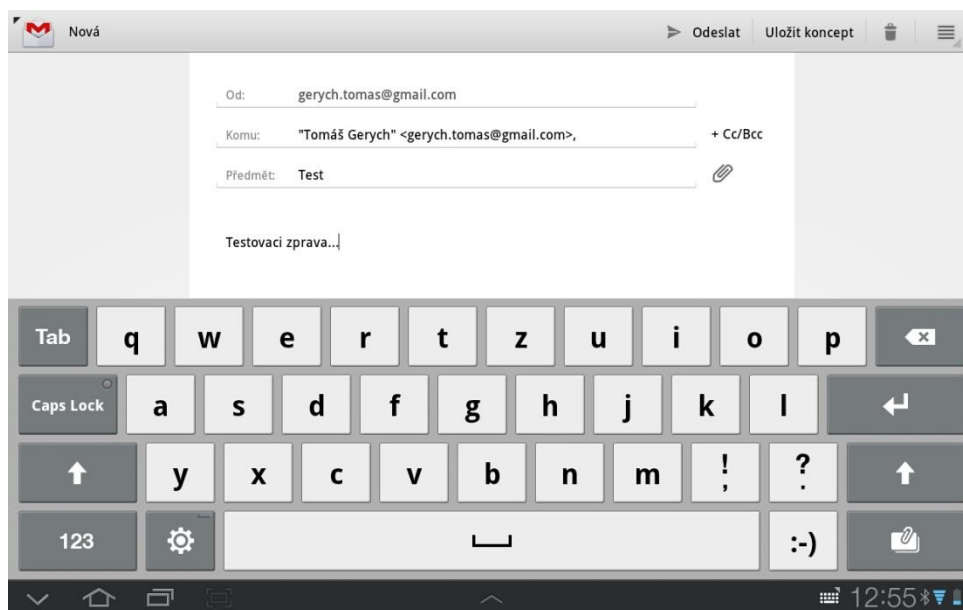 Nová Odeslat Uložit koncept
Od: gerych.tomas@gmail.com
Komu: "Tomáš Gerych" <gerych.tomas@gmail.com>, + Cc/Bcc
Předmět: Test
Testovaci zprava...
Tab q w e r t z u i o p
Caps Lock a s d f g h j k l
y x c v b n m ! , ? .
123 :-)
12:55